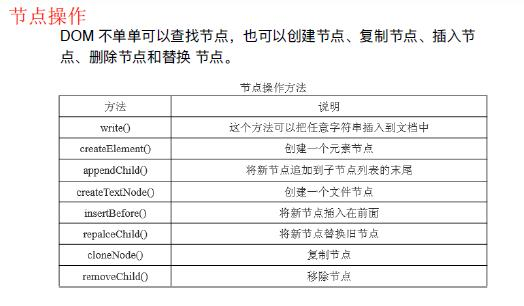 节点操作
DOM 不单单可以查找节点，也可以创建节点、复制节点、插入节
点、删除节点和替换 节点。
节点操作方法
方法 说明
write() 这个方法可以把任意字符串插入到文档中
createElement() 创建一个元素节点
appendChild() 将新节点追加到子节点列表的末尾
createTextNode() 创建一个文件节点
insertBefore() 将新节点插入在前面
repalceChild() 将新节点替换旧节点
cloneNode() 复制节点
removeChild() 移除节点